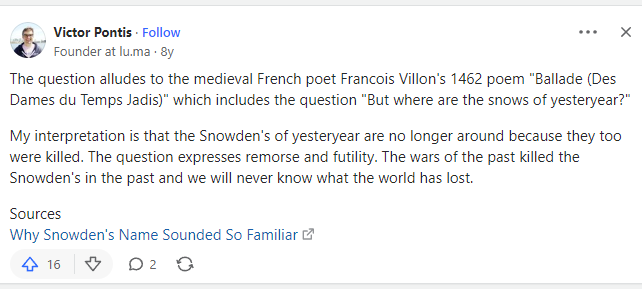 Victor Pontis · Follow
Founder at lu.ma · 8y
The question alludes to the medieval French poet Francois Villon's 1462 poem "Ballade (Des
Dames du Temps Jadis)" which includes the question "But where are the snows of yesteryear?"
My interpretation is that the Snowden's of yesteryear are no longer around because they too
were killed. The question expresses remorse and futility. The wars of the past killed the
Snowden's in the past and we will never know what the world has lost.
Sources
Why Snowden's Name Sounded So Familiar
16
2